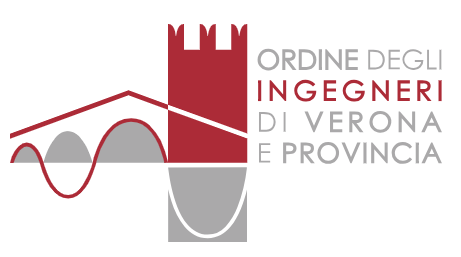 ORDINE DEGLI
INGEGNERI
DI VERONA
E PROVINCIA